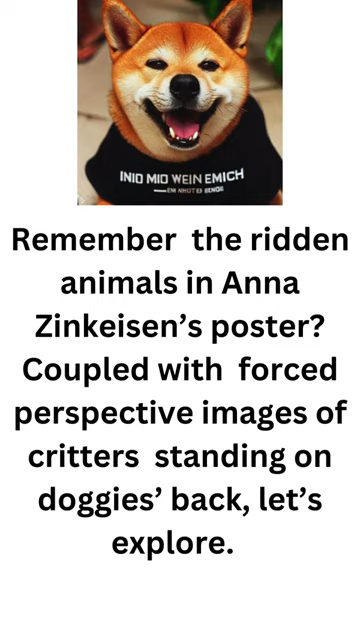 INIO MIO WEIN EMICH
Remember the ridden
animals in Anna
Zinkeisen's poster?
Coupled with forced
perspective images of
critters standing on
doggies' back, let's
explore.